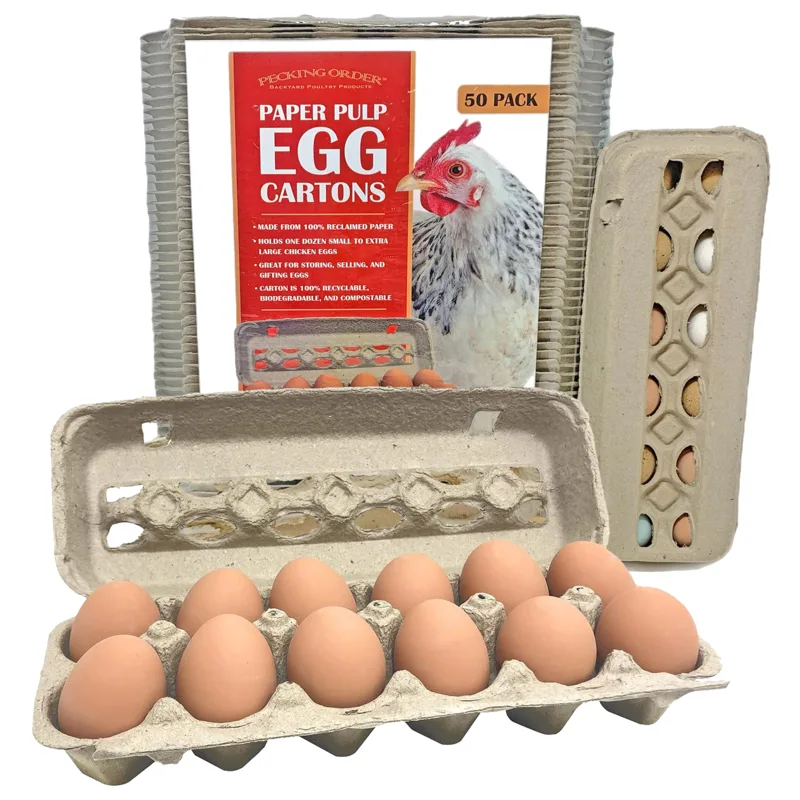 PECKING ORDER™
BACKYARD POULTRY PRODUCTS
PAPER PULP
EGG
CARTONS
• MADE FROM 100% RECLAIMED PAPER
• HOLDS ONE DOZEN SMALL TO EXTRA
LARGE CHICKEN EGGS
• GREAT FOR STORING, SELLING, AND
GIFTING EGGS
• CARTON IS 100% RECYCLABLE,
BIODEGRADABLE, AND COMPOSTABLE
50 PACK